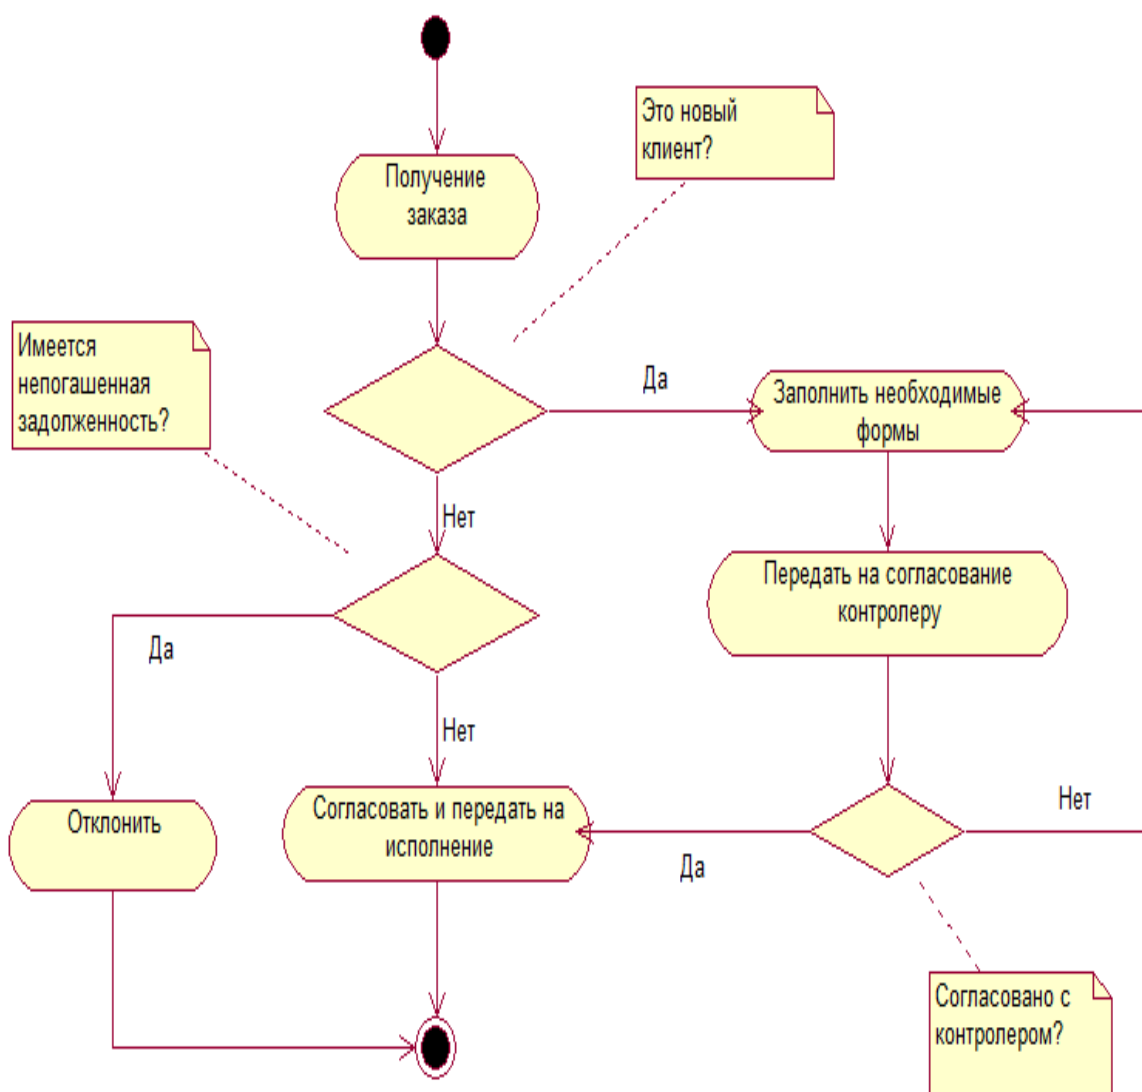 Это новый
клиент?
Получение
заказа
Имеется
непогашенная
задолженность?
Да
Заполнить необходимые
формы
Нет
Передать на согласование
контролеру
Да
Нет
Согласовать и передать на
исполнение
Отклонить
Нет
Да
Согласовано с
контролером?